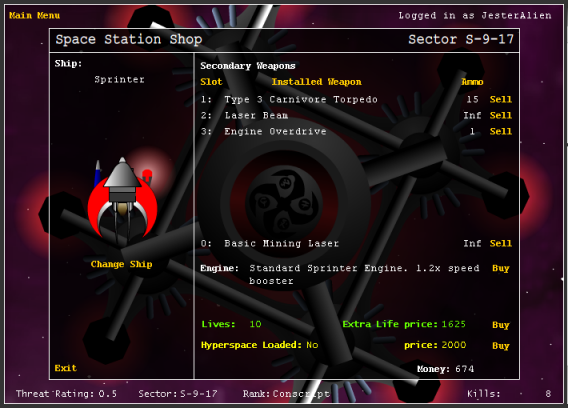 Main Menu Logged in as JesterAlien
Space Station Shop Sector S-9-17
Ship:
Sprinter
Change Ship
Exit
Secondary Weapons
Slot Installed Weapon Ammo
1: Type 3 Carnivore Torpedo 15 Sell
2: Laser Beam Inf Sell
3: Engine Overdrive 1 Sell
0: Basic Mining Laser Inf Sell
Engine: Standard Sprinter Engine. 1.2x speed Buy
booster
Lives: 10 Extra Life price: 1625 Buy
Hyperspace Loaded: No price: 2000 Buy
Money: 674
Threat Rating: 0.5 Sector: S-9-17 Rank: Conscript Kills: 8